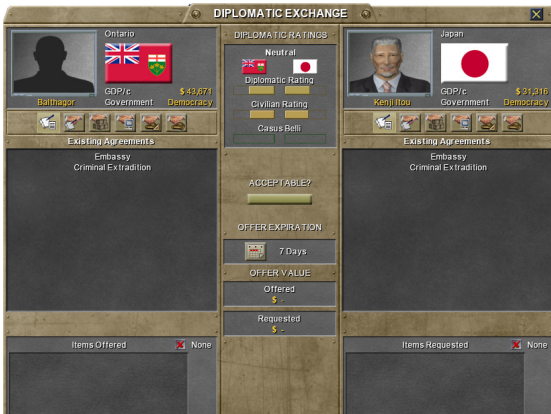 DIPLOMATIC EXCHANGE
Ontario
GDP/c $ 43,671
Balthagor Government Democracy
Existing Agreements
Embassy
Criminal Extradition
Items Offered None
DIPLOMATIC RATINGS
Neutral
Diplomatic Rating
Civilian Rating
Casus Belli
ACCEPTABLE?
OFFER EXPIRATION
7 Days
OFFER VALUE
Offered
$ -
Requested
$ -
Japan
GDP/c $ 31,316
Kenji Itou Government Democracy
Existing Agreements
Embassy
Criminal Extradition
Items Requested None